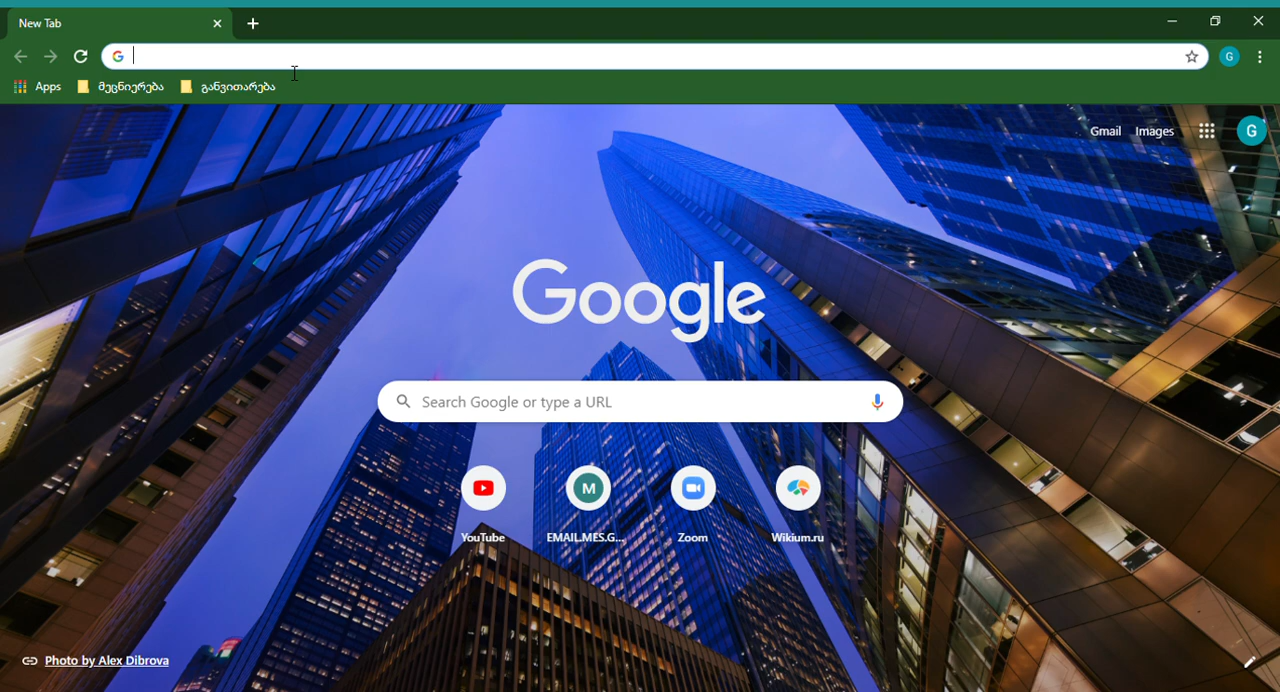 New Tab
G
Apps მეცნიერება განვითარება
Gmail Images G
Google
Search Google or type a URL
M
YouTube EMAIL.MES.G... Zoom Wikium.ru
Photo by Alex Dibrova